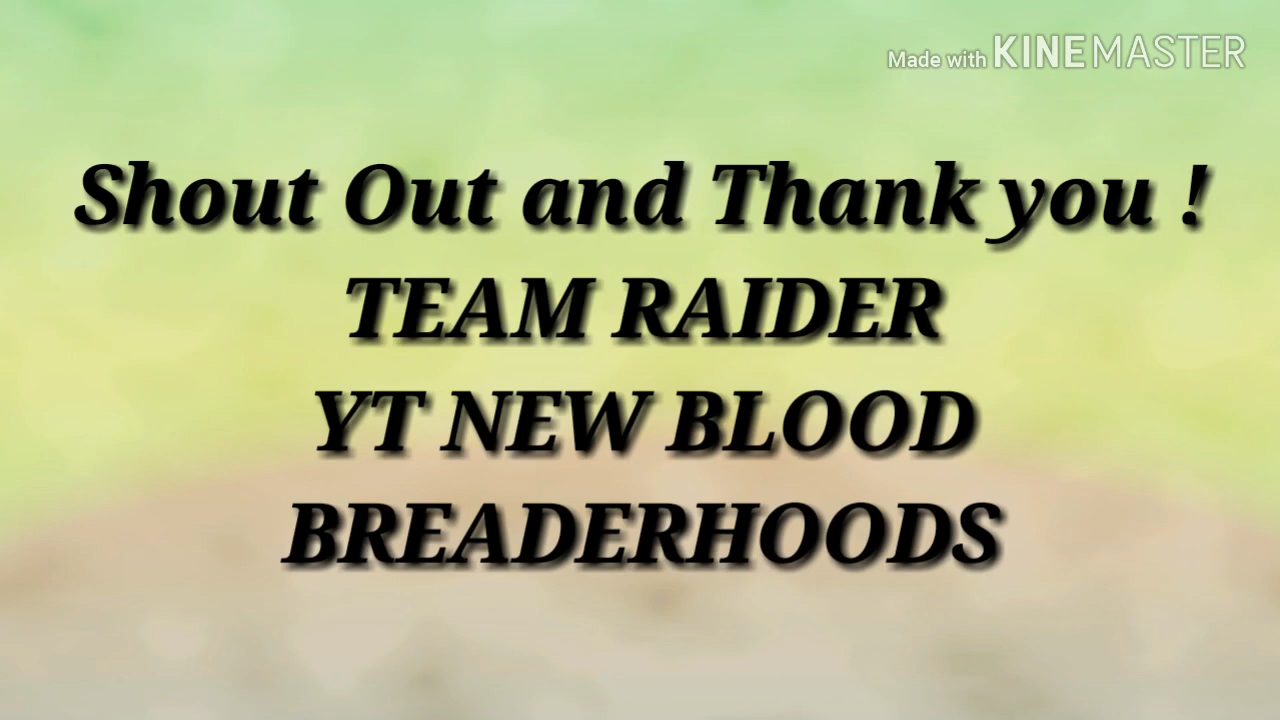 Made with KINEMASTER
Shout Out and Thank you !
TEAM RAIDER
YT NEW BLOOD
BREADERHOODS